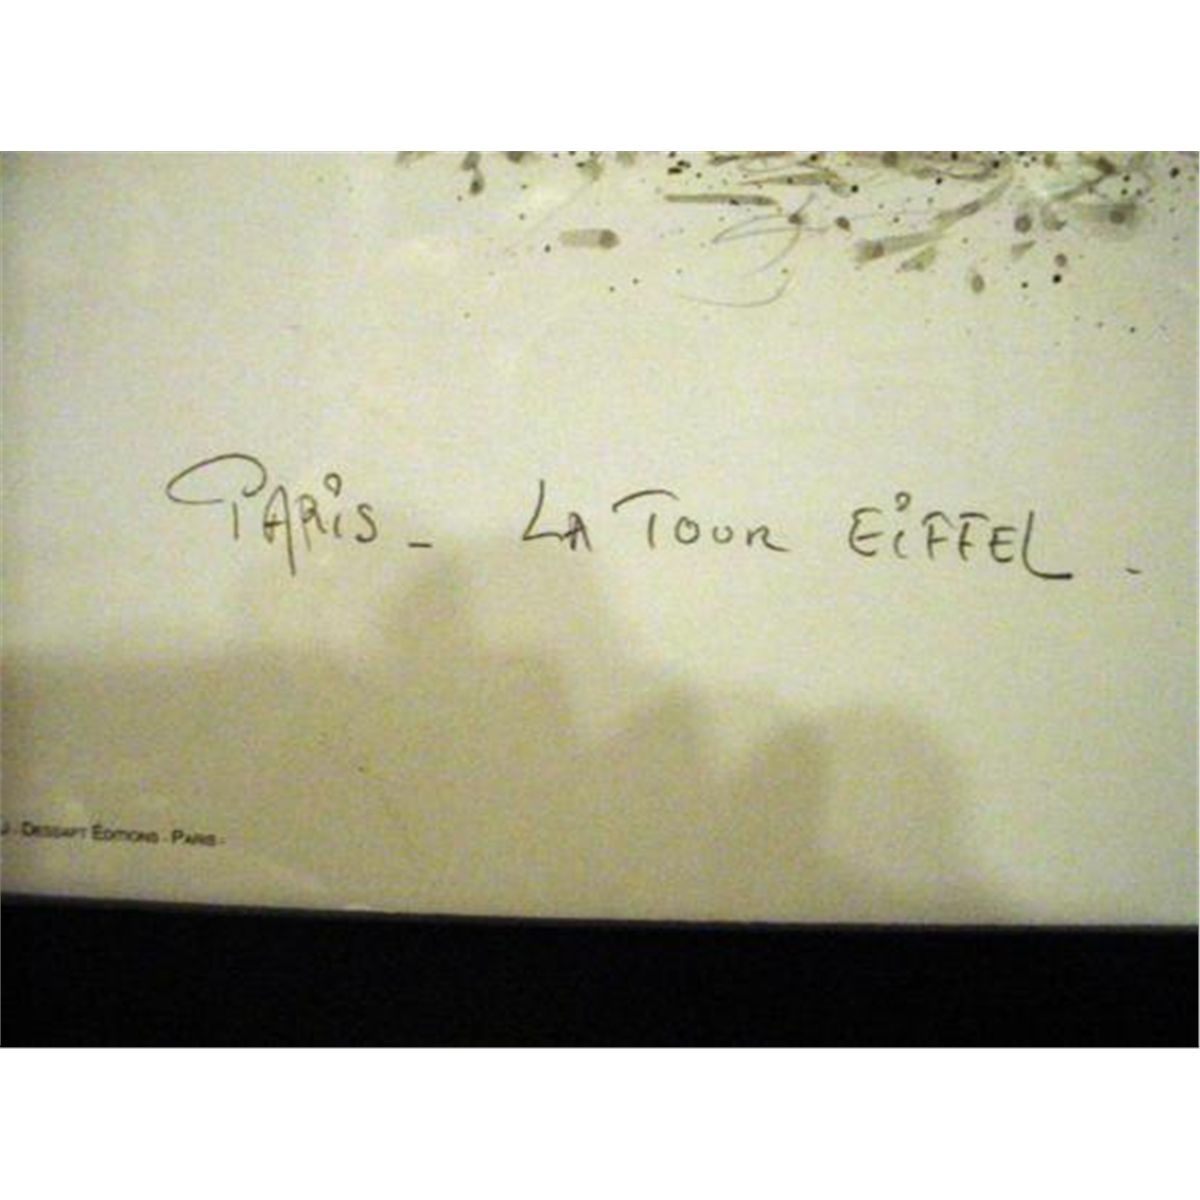 PARiS - LA TOUR EiFFEL -
- DESSART ÉDITIONS - PARIS -